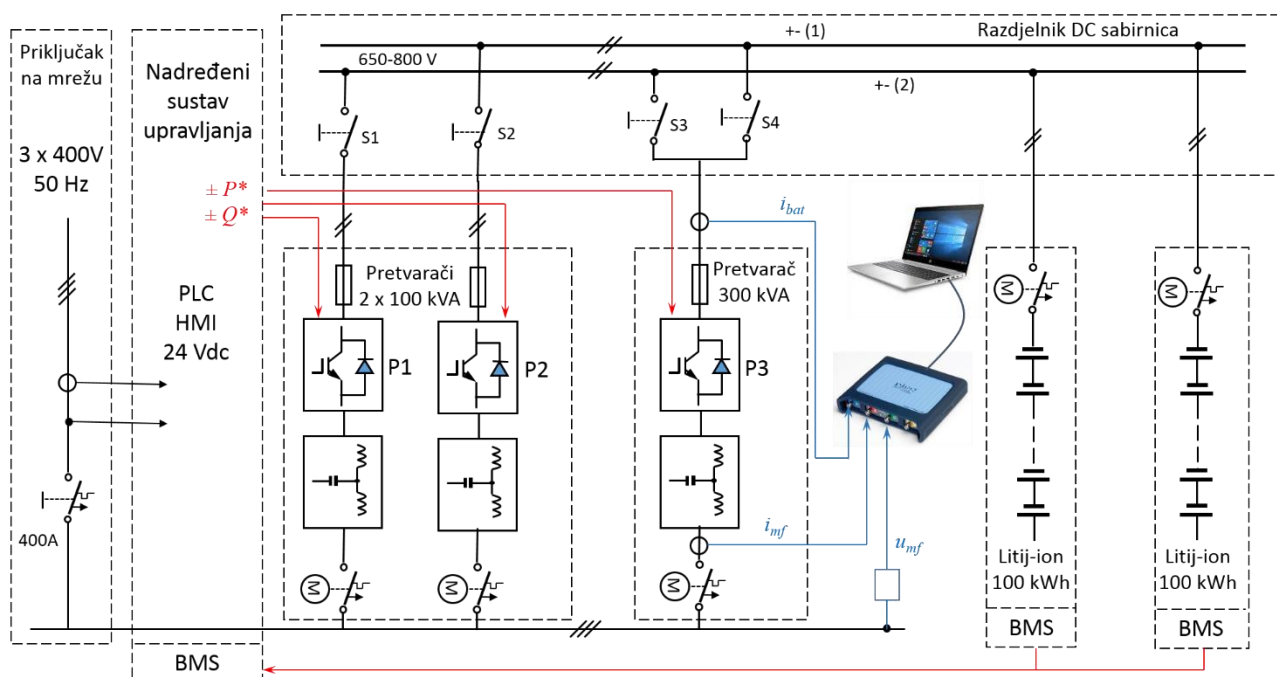 Priključak
na mrežu
3 x 400V
50 Hz
400A
Nadređeni
sustav
upravljanja
± P*
± Q*
PLC
HMI
24 Vdc
BMS
+- (1)
Razdjelnik DC sabirnica
650-800 V
+- (2)
S1
S2
S3
S4
Pretvarači
2 x 100 kVA
P1
P2
M
M
i_bat
Pretvarač
300 kVA
P3
i_mf
u_mf
M
M
Litij-ion
100 kWh
BMS
M
Litij-ion
100 kWh
BMS